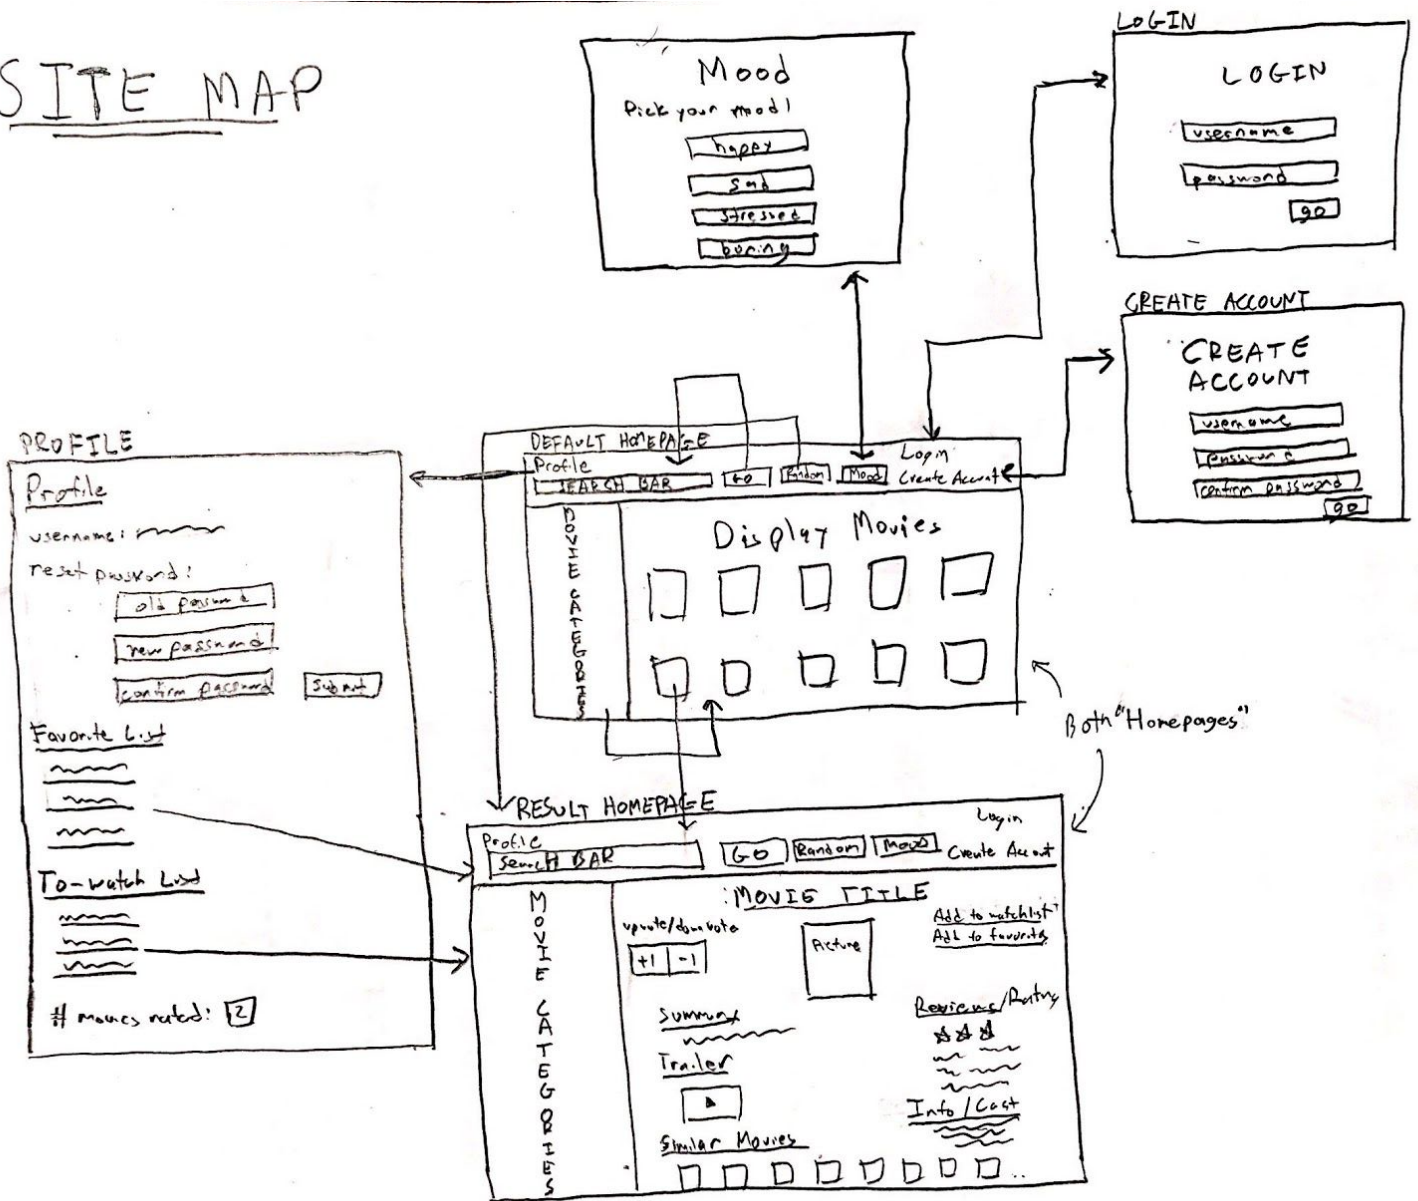 SITE MAP
Mood
Pick your mood!
happy
sad
stressed
boring
LOGIN
LOGIN
username
password
go
CREATE ACCOUNT
CREATE
ACCOUNT
username
password
confirm password
go
PROFILE
Profile
username:
reset password:
old password
new password
confirm password
Submit
Favorite List
To-watch List
# movies rated: 2
DEFAULT HOMEPAGE
Profile
Login
SEARCH BAR
GO
Random
Mood
Create Account
MOVIE CATEGORIES
Display Movies
Both "Homepages"
RESULT HOMEPAGE
Profile
Login
Search BAR
GO
Random
Mood
Create Account
MOVIE CATEGORIES
MOVIE TITLE
upvote/downvote
+1 -1
Picture
Add to watchlist
Add to favorites
Summary
Reviews/Rating
Trailer
Info/Cast
Similar Movies